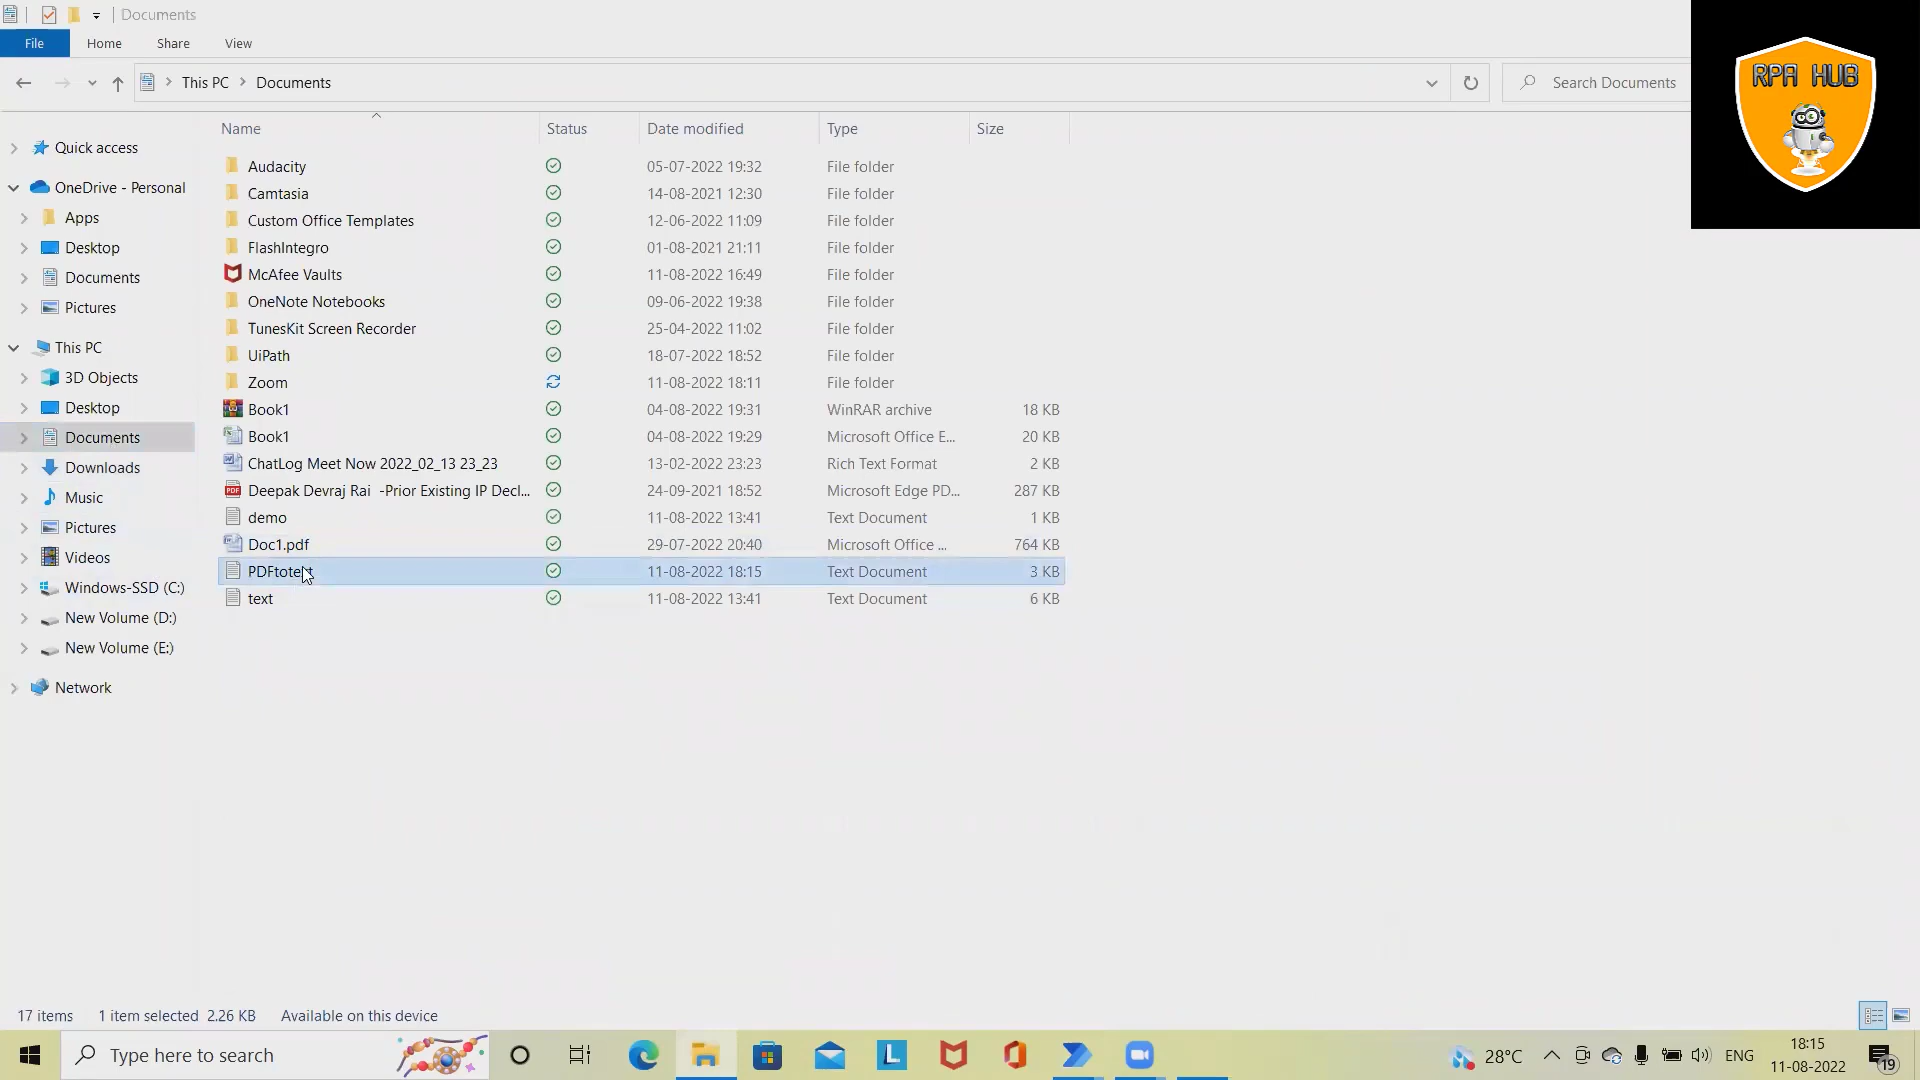 Documents
File Home Share View
This PC Documents
Search Documents
RPA HUB
Name Status Date modified Type Size
Quick access
OneDrive - Personal
Apps
Desktop
Documents
Pictures
This PC
3D Objects
Desktop
Documents
Downloads
Music
Pictures
Videos
Windows-SSD (C:)
New Volume (D:)
New Volume (E:)
Network
Audacity 05-07-2022 19:32 File folder
Camtasia 14-08-2021 12:30 File folder
Custom Office Templates 12-06-2022 11:09 File folder
FlashIntegro 01-08-2021 21:11 File folder
McAfee Vaults 11-08-2022 16:49 File folder
OneNote Notebooks 09-06-2022 19:38 File folder
TunesKit Screen Recorder 25-04-2022 11:02 File folder
UiPath 18-07-2022 18:52 File folder
Zoom 11-08-2022 18:11 File folder
Book1 04-08-2022 19:31 WinRAR archive 18 KB
Book1 04-08-2022 19:29 Microsoft Office E... 20 KB
ChatLog Meet Now 2022_02_13 23_23 13-02-2022 23:23 Rich Text Format 2 KB
PDF Deepak Devraj Rai -Prior Existing IP Decl... 24-09-2021 18:52 Microsoft Edge PD... 287 KB
demo 11-08-2022 13:41 Text Document 1 KB
Doc1.pdf 29-07-2022 20:40 Microsoft Office ... 764 KB
PDFtotext 11-08-2022 18:15 Text Document 3 KB
text 11-08-2022 13:41 Text Document 6 KB
17 items 1 item selected 2.26 KB Available on this device
Type here to search
L
28°C
ENG
18:15
11-08-2022
19